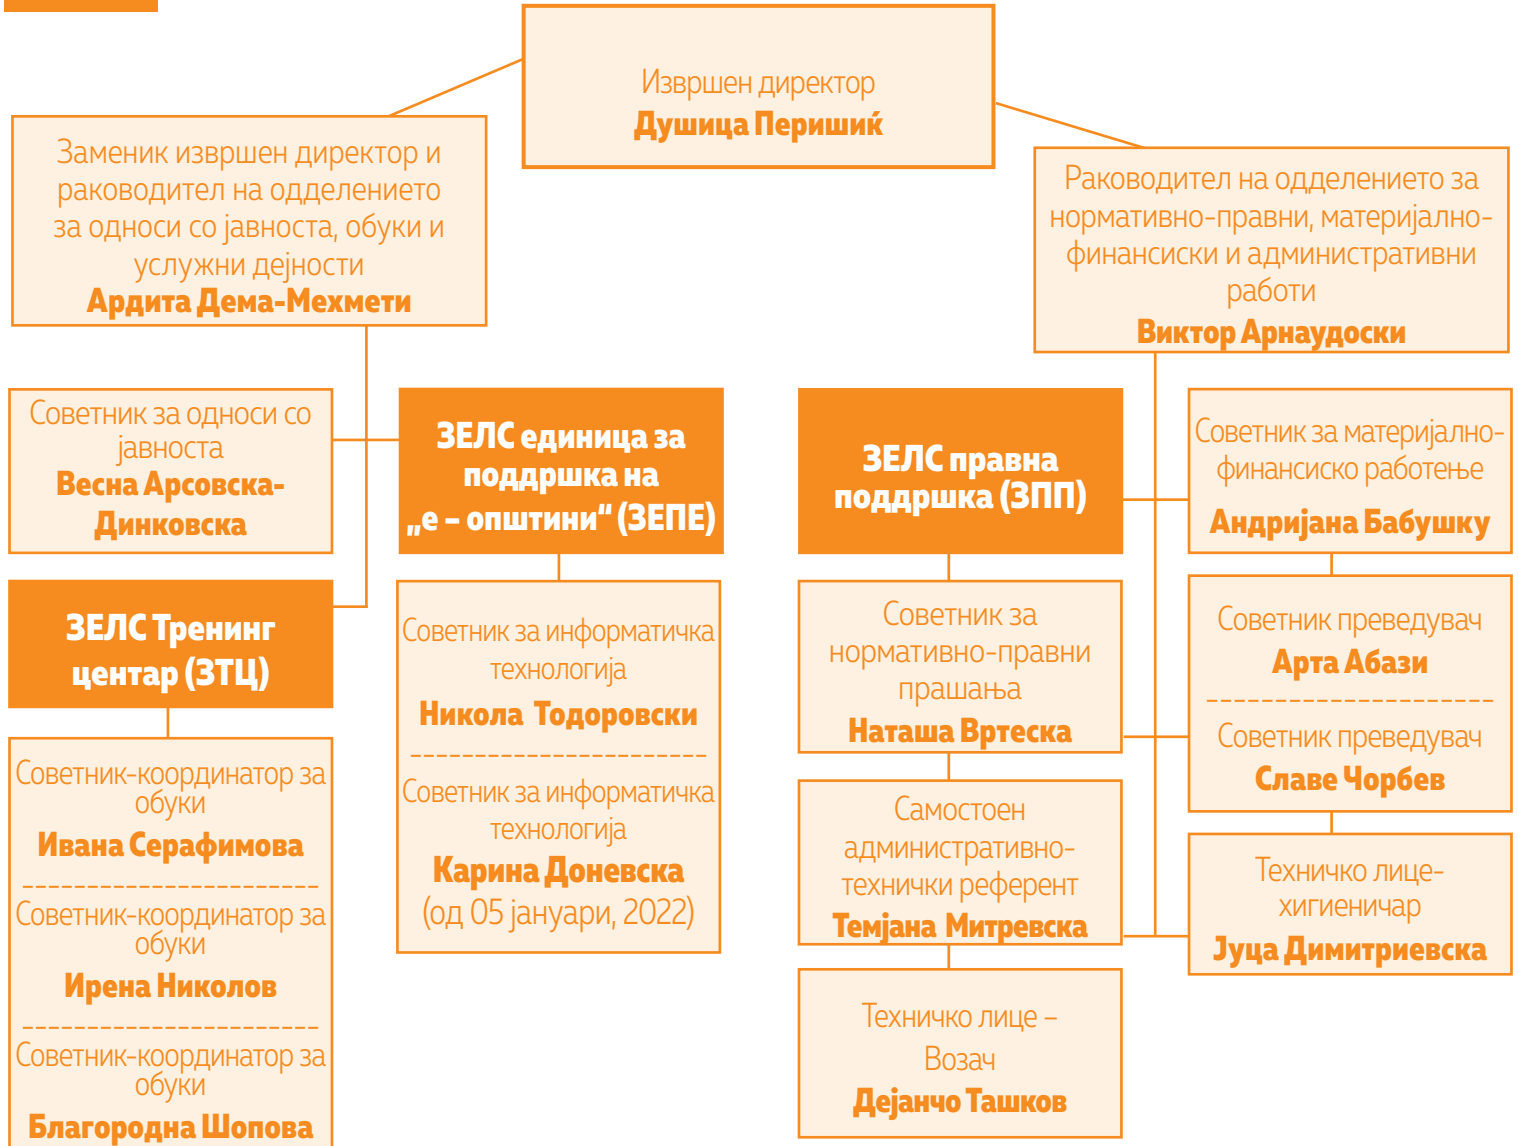 Извршен директор
Душица Перишиќ
Заменик извршен директор и
раководител на одделението
за односи со јавноста, обуки и
услужни дејности
Ардита Дема-Мехмети
Раководител на одделението за
нормативно-правни, материјално-
финансиски и административни
работи
Виктор Арнаудоски
Советник за односи со
јавноста
Весна Арсовска-
Динковска
ЗЕЛС единица за
поддршка на
„е – општини“ (ЗЕПЕ)
ЗЕЛС правна
поддршка (ЗПП)
Советник за материјално-
финансиско работење
Андријана Бабушку
ЗЕЛС Тренинг
центар (ЗТЦ)
Советник-координатор за
обуки
Ивана Серафимова
Советник-координатор за
обуки
Ирена Николов
Советник-координатор за
обуки
Благородна Шопова
Советник за информатичка
технологија
Никола Тодоровски
Советник за информатичка
технологија
Карина Доневска
(од 05 јануари, 2022)
Советник за
нормативно-правни
прашања
Наташа Вртеска
Самостоен
административно-
технички референт
Темјана Митревска
Техничко лице –
Возач
Дејанчо Ташков
Советник преведувач
Арта Абази
Советник преведувач
Славе Чорбев
Техничко лице-
хигиеничар
Јуца Димитриевска